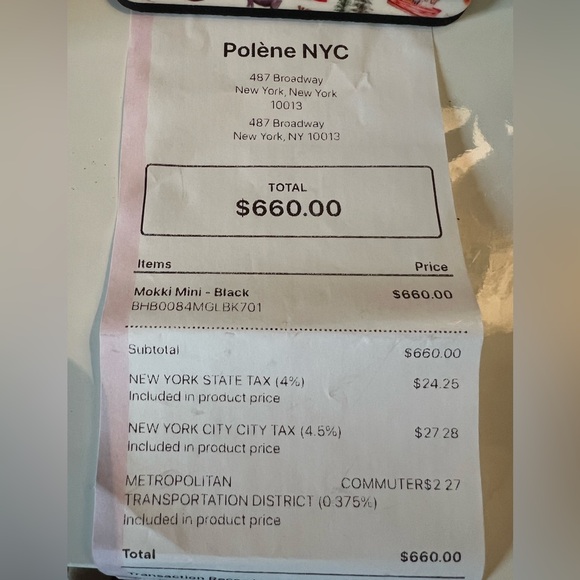 Polène NYC
487 Broadway
New York, New York
10013
487 Broadway
New York, NY 10013
TOTAL
$660.00
Items Price
Mokki Mini - Black $660.00
BHB0084MGLBK701
Subtotal $660.00
NEW YORK STATE TAX (4%) $24.25
Included in product price
NEW YORK CITY CITY TAX (4.5%) $27.28
Included in product price
METROPOLITAN COMMUTER$2.27
TRANSPORTATION DISTRICT (0.375%)
Included in product price
Total $660.00
Transaction